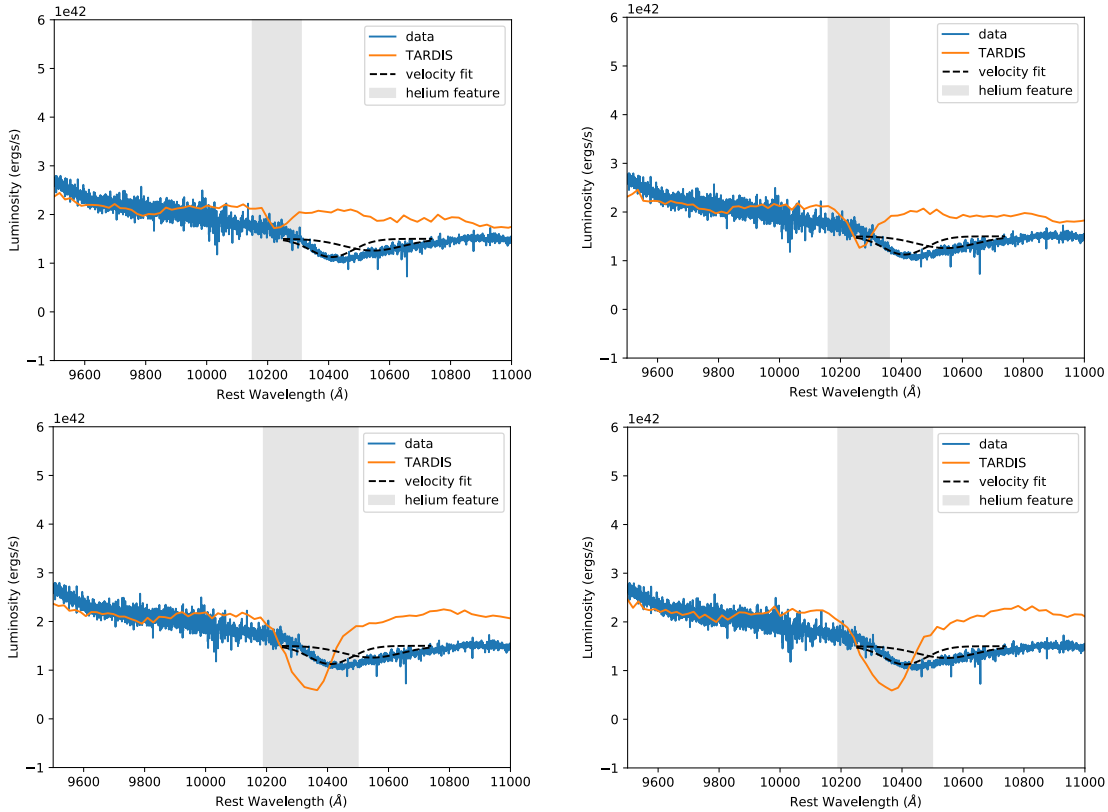 1e42
6
5
4
3
2
1
0
−1
Luminosity (ergs/s)
9600 9800 10000 10200 10400 10600 10800 11000
Rest Wavelength (Å)
data
TARDIS
velocity fit
helium feature
1e42
6
5
4
3
2
1
0
−1
Luminosity (ergs/s)
9600 9800 10000 10200 10400 10600 10800 11000
Rest Wavelength (Å)
data
TARDIS
velocity fit
helium feature
1e42
6
5
4
3
2
1
0
−1
Luminosity (ergs/s)
9600 9800 10000 10200 10400 10600 10800 11000
Rest Wavelength (Å)
data
TARDIS
velocity fit
helium feature
1e42
6
5
4
3
2
1
0
−1
Luminosity (ergs/s)
9600 9800 10000 10200 10400 10600 10800 11000
Rest Wavelength (Å)
data
TARDIS
velocity fit
helium feature